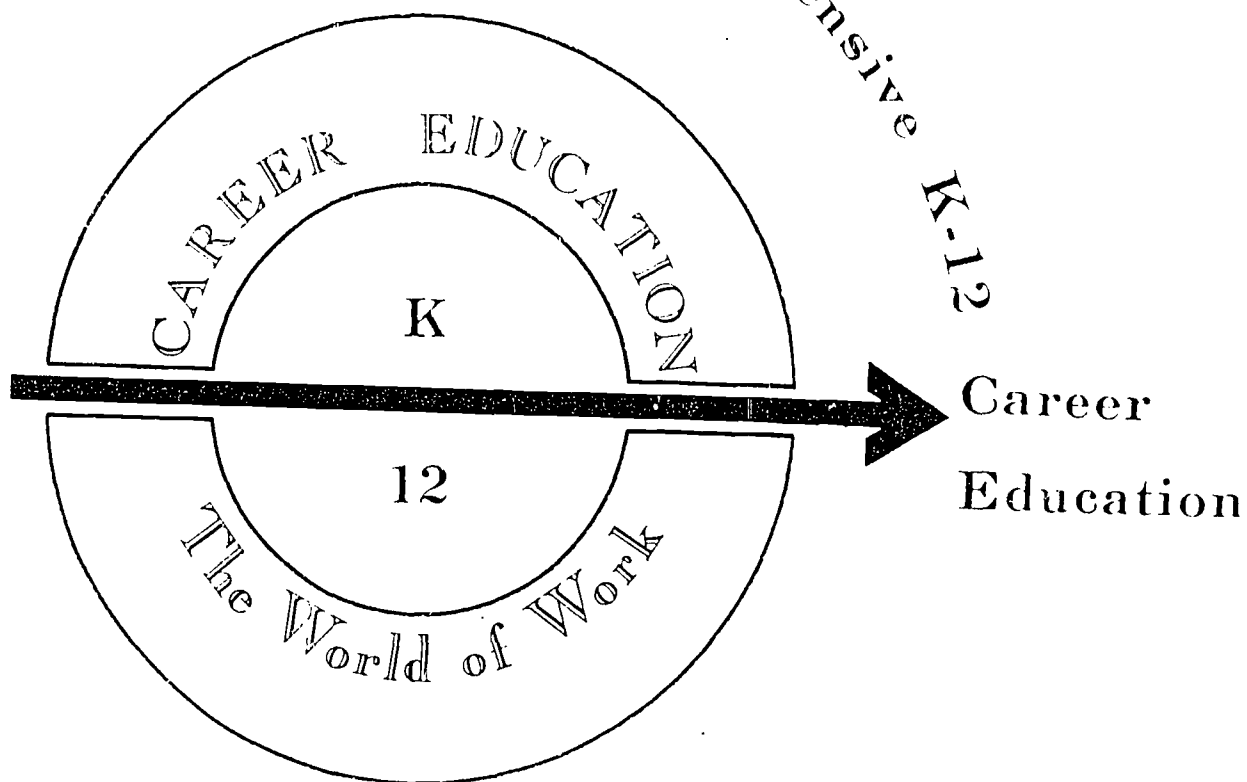 ensive K-12
CAREER EDUCATION
K
12
The World of Work
Career
Education